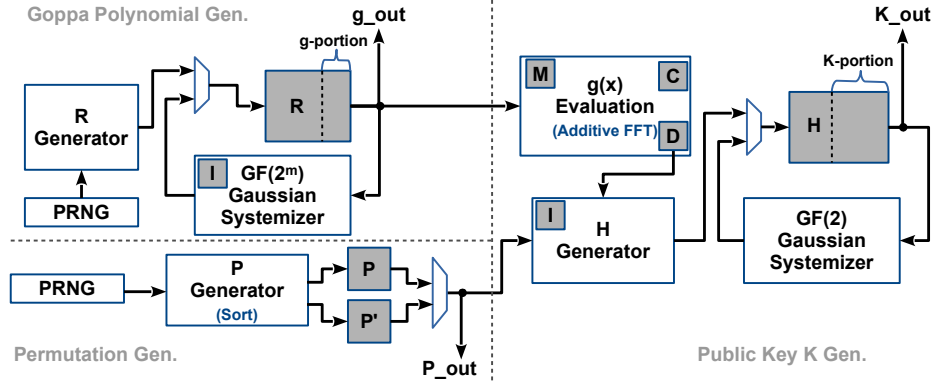 Goppa Polynomial Gen.
g_out
g-portion
R
Generator
PRNG
R
I
GF(2ᵐ)
Gaussian
Systemizer
K_out
K-portion
M
C
g(x)
Evaluation
(Additive FFT)
D
I
H
Generator
H
GF(2)
Gaussian
Systemizer
PRNG
P
Generator
(Sort)
P
P'
P_out
Permutation Gen.
Public Key K Gen.